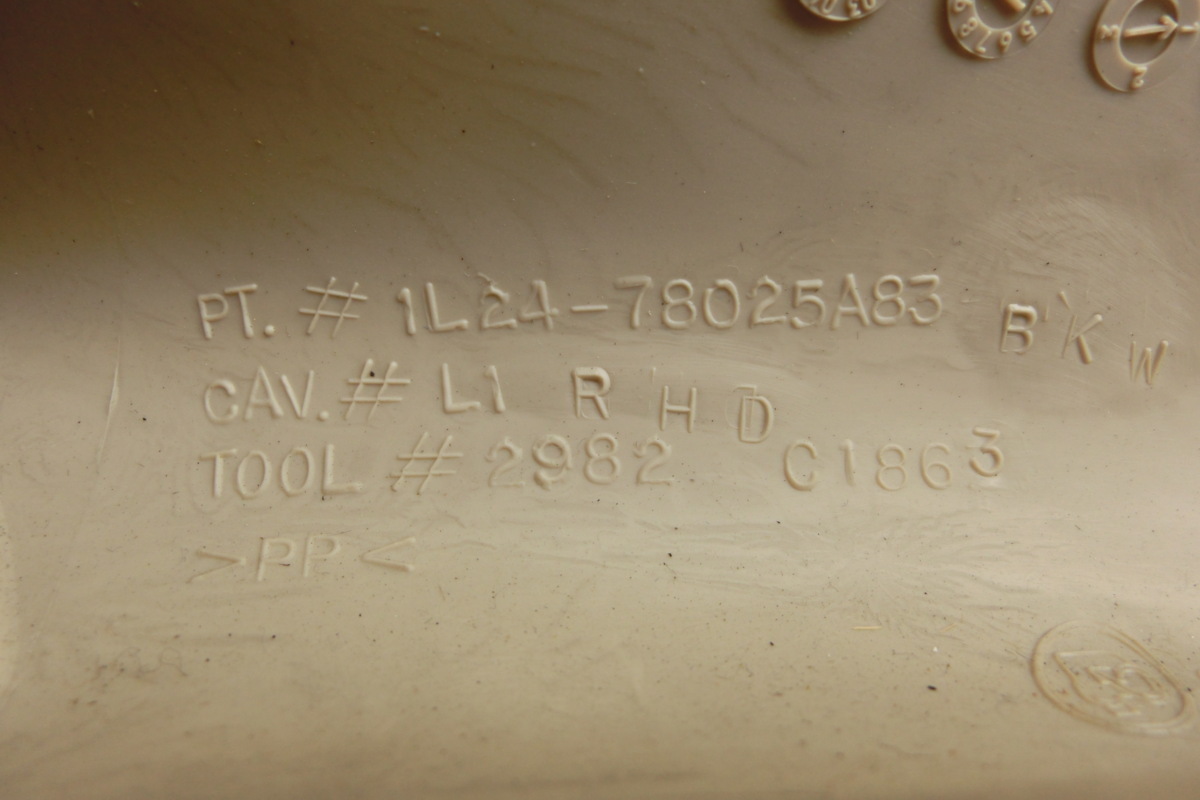 PT. # 1L24-78025A83 B K W
CAV. # L1 R H D
TOOL # 2982 C1863
>PP<